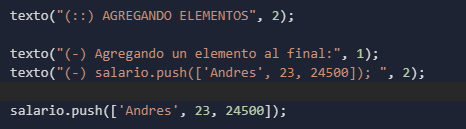 texto("(::) AGREGANDO ELEMENTOS", 2);
texto("(-) Agregando un elemento al final:", 1);
texto("(-) salario.push(['Andres', 23, 24500]); ", 2);
salario.push(['Andres', 23, 24500]);